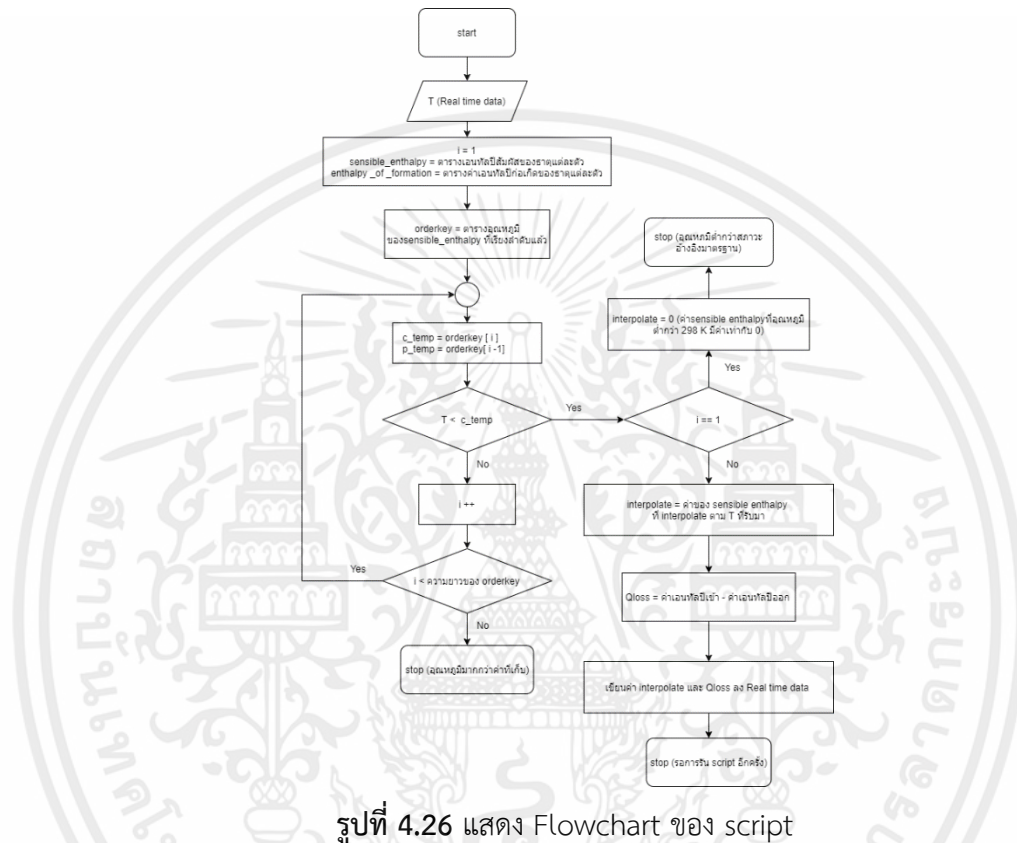 start
T (Real time data)
i = 1
sensible_enthalpy = ตารางเอนทัลปีสัมผัสของธาตุแต่ละตัว
enthalpy _of _formation = ตารางค่าเอนทัลปีก่อเกิดของธาตุแต่ละตัว
orderkey = ตารางอุณหภูมิ
ของsensible_enthalpy ที่เรียงลำดับแล้ว
c_temp = orderkey [ i ]
p_temp = orderkey[ i -1]
T < c_temp
Yes
No
i ++
i < ความยาวของ orderkey
Yes
No
stop (อุณหภูมิมากกว่าค่าที่เก็บ)
stop (อุณหภูมิต่ำกว่าสภาวะ
อ้างอิงมาตรฐาน)
interpolate = 0 (ค่าsensible enthalpyที่อุณหภูมิ
ต่ำกว่า 298 K มีค่าเท่ากับ 0)
Yes
i == 1
No
interpolate = ค่าของ sensible enthalpy
ที่ interpolate ตาม T ที่รับมา
Qloss = ค่าเอนทัลปีเข้า - ค่าเอนทัลปีออก
เขียนค่า interpolate และ Qloss ลง Real time data
stop (รอการรัน script อีกครั้ง)
รูปที่ 4.26 แสดง Flowchart ของ script